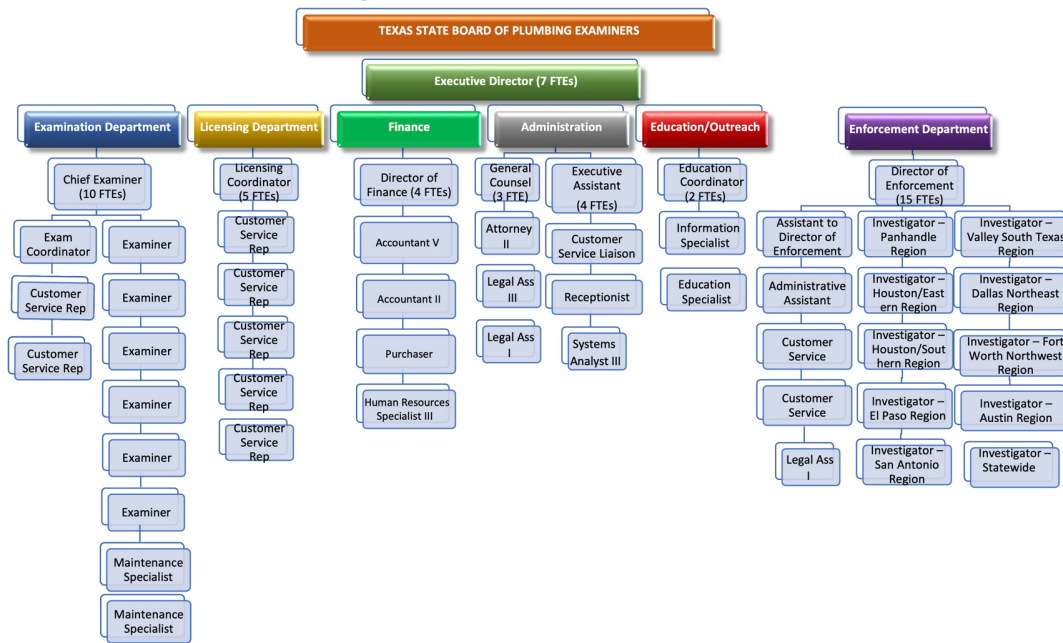 TEXAS STATE BOARD OF PLUMBING EXAMINERS
Executive Director (7 FTEs)
Examination Department
Licensing Department
Finance
Administration
Education/Outreach
Enforcement Department
Chief Examiner
(10 FTEs)
Exam
Coordinator
Customer
Service Rep
Customer
Service Rep
Examiner
Examiner
Examiner
Examiner
Examiner
Examiner
Maintenance
Specialist
Maintenance
Specialist
Licensing
Coordinator
(5 FTEs)
Customer
Service
Rep
Customer
Service
Rep
Customer
Service
Rep
Customer
Service
Rep
Customer
Service
Rep
Director of
Finance (4 FTEs)
Accountant V
Accountant II
Purchaser
Human Resources
Specialist III
General
Counsel
(3 FTE)
Attorney
II
Legal Ass
III
Legal Ass
I
Executive
Assistant
(4 FTEs)
Customer
Service Liaison
Receptionist
Systems
Analyst III
Education
Coordinator
(2 FTEs)
Information
Specialist
Education
Specialist
Director of
Enforcement
(15 FTEs)
Assistant to
Director of
Enforcement
Administrative
Assistant
Customer
Service
Customer
Service
Legal Ass
I
Investigator –
Panhandle
Region
Investigator –
Houston/East
ern Region
Investigator –
Houston/Sout
hern Region
Investigator –
El Paso Region
Investigator –
San Antonio
Region
Investigator –
Valley South Texas
Region
Investigator –
Dallas Northeast
Region
Investigator – Fort
Worth Northwest
Region
Investigator –
Austin Region
Investigator –
Statewide